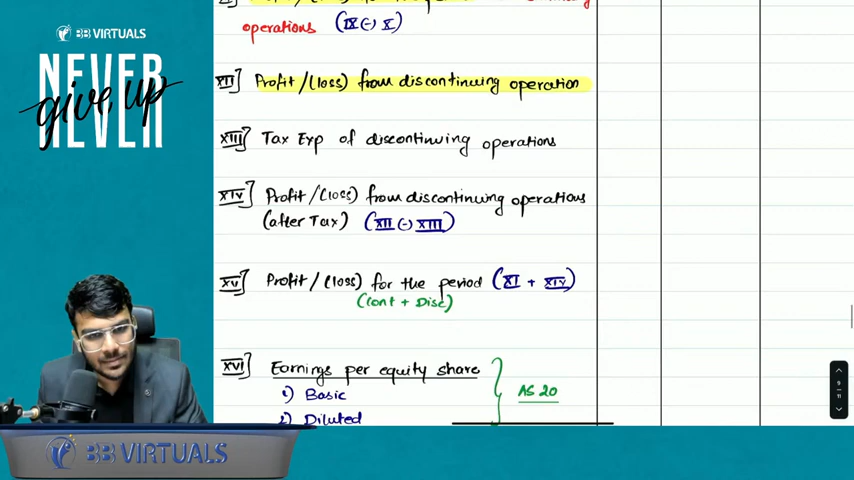 BB VIRTUALS
NEVER
give up
NEVER
operations (IX (-) X)
XII] Profit/(loss) from discontinuing operation
XIII] Tax Exp of discontinuing operations
XIV] Profit/(loss) from discontinuing operations
(after Tax) (XII (-) XIII)
XV] Profit/(loss) for the period (XI + XIV)
(Cont + Disc)
XVI] Earnings per equity share
1) Basic
2) Diluted
AS 20
BB VIRTUALS